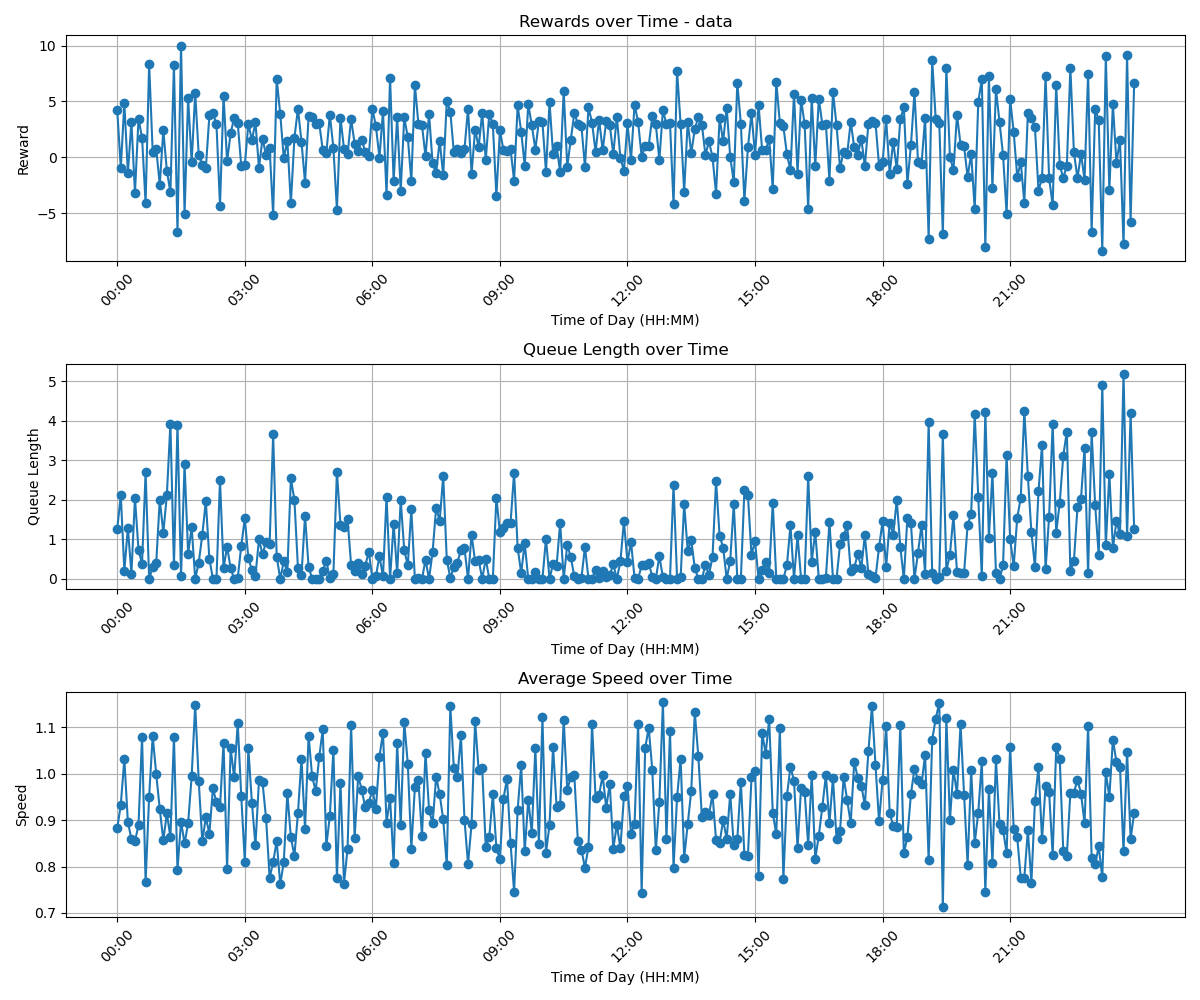 Rewards over Time - data
10
5
0
−5
Reward
00:00 03:00 06:00 09:00 12:00 15:00 18:00 21:00
Time of Day (HH:MM)
Queue Length over Time
5
4
3
2
1
0
Queue Length
00:00 03:00 06:00 09:00 12:00 15:00 18:00 21:00
Time of Day (HH:MM)
Average Speed over Time
1.1
1.0
0.9
0.8
0.7
Speed
00:00 03:00 06:00 09:00 12:00 15:00 18:00 21:00
Time of Day (HH:MM)